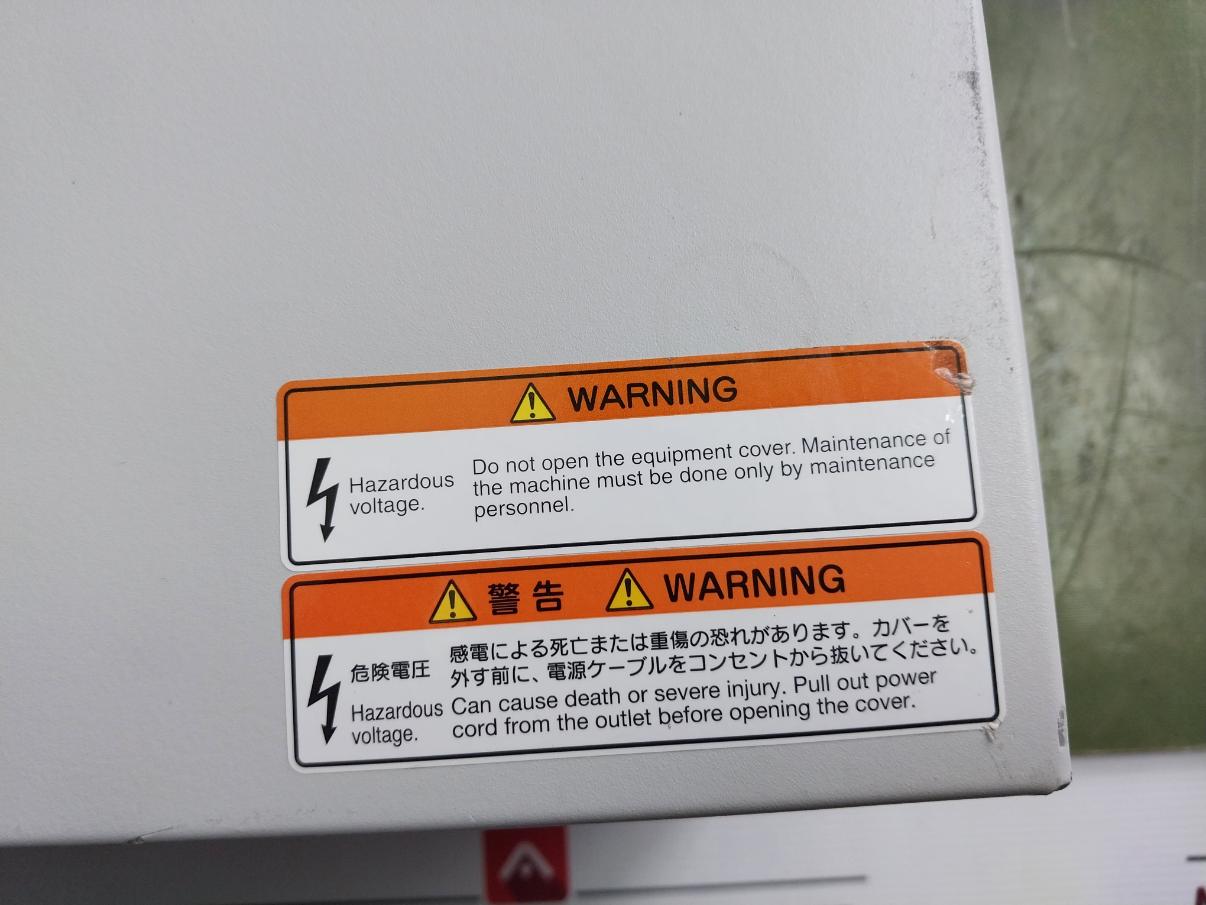 WARNING
Hazardous
voltage.
Do not open the equipment cover. Maintenance of
the machine must be done only by maintenance
personnel.
警告 WARNING
危険電圧
Hazardous
voltage.
感電による死亡または重傷の恐れがあります。カバーを
外す前に、電源ケーブルをコンセントから抜いてください。
Can cause death or severe injury. Pull out power
cord from the outlet before opening the cover.